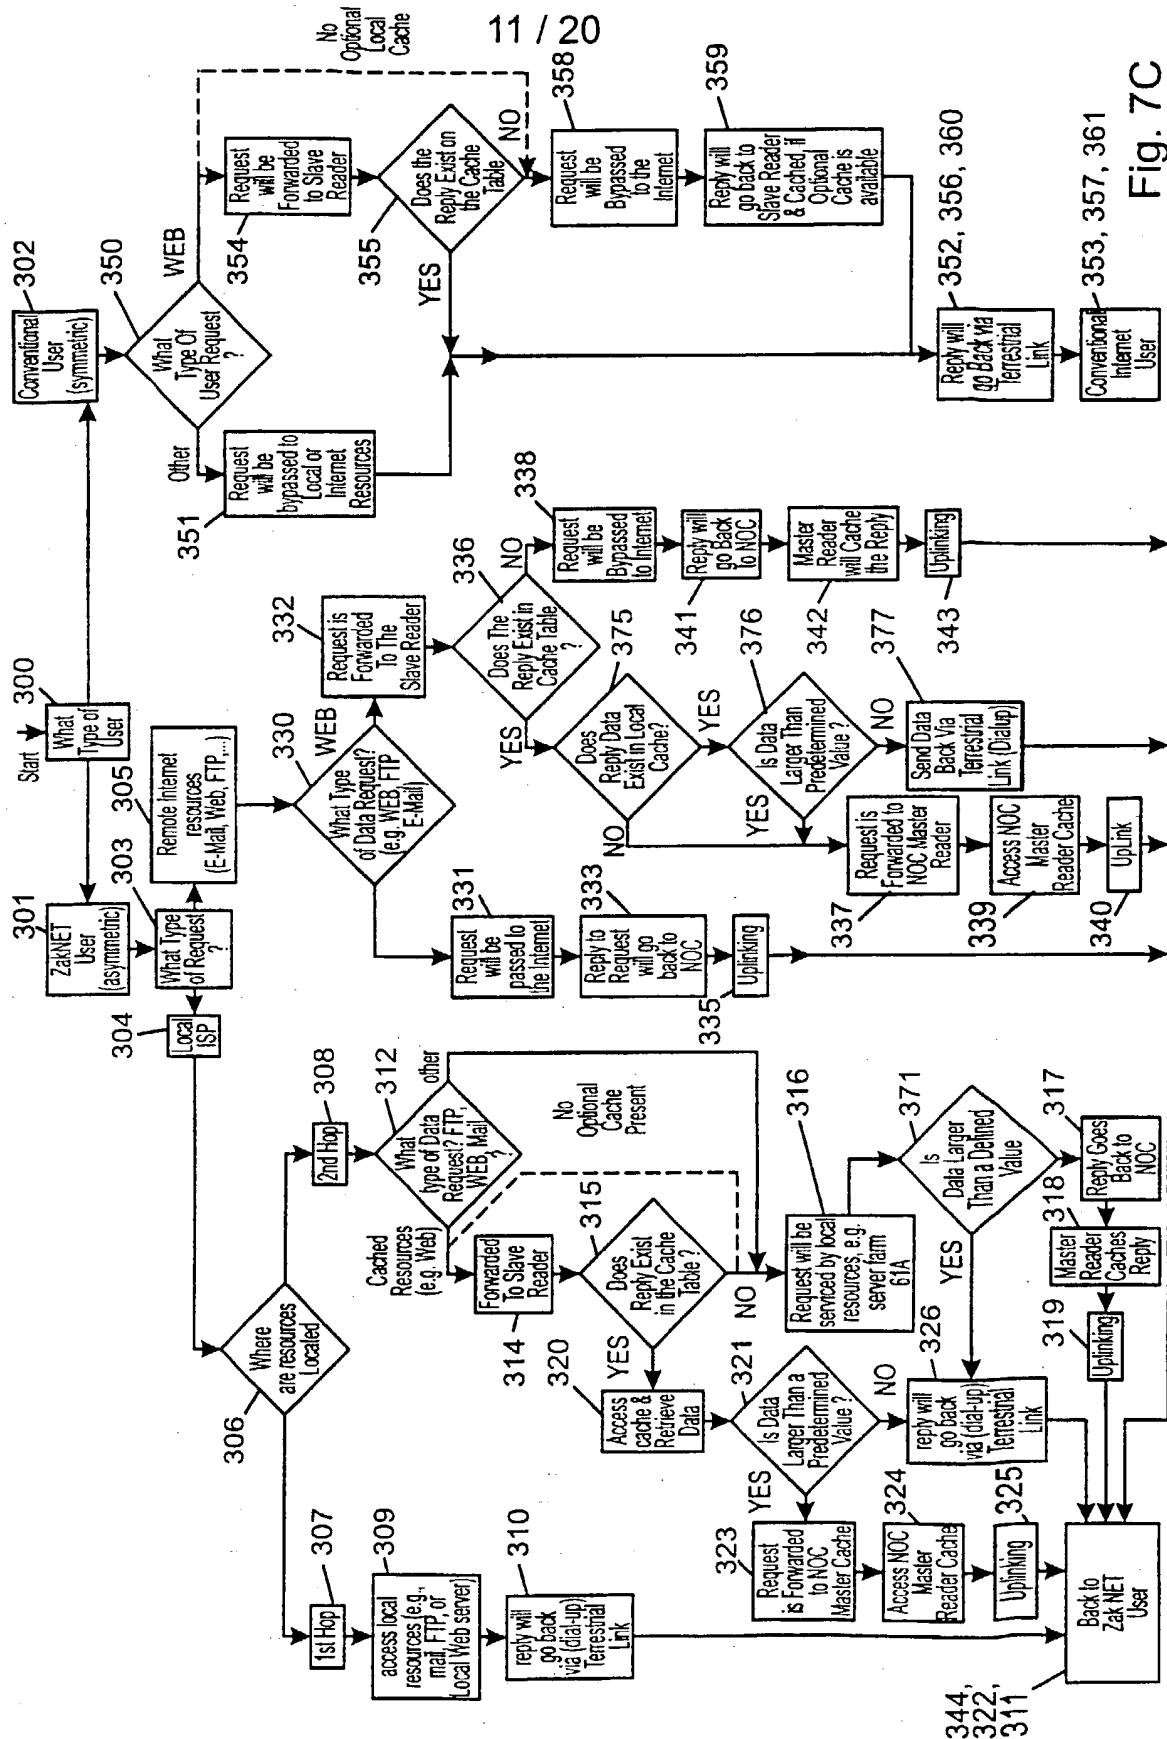 11 / 20
Start
300
What
Type of
User
301
ZakNET
User
(asymmetric)
302
Conventional
User
(symmetric)
303
What Type
of Request
?
304
Local
ISP
305
Remote Internet
resources
(E-Mail, Web, FTP,...)
306
Where
are resources
Located
307
1st Hop
309
access local
resources (e.g.,
mail, FTP, or
Local Web server)
310
reply will
go back
via (dial-up)
Terrestrial
Link
308
2nd Hop
312
What
type of Data
Request? FTP,
WEB, Mail
?
other
Cached
Resources
(e.g. Web)
No
Optional
Cache
Present
314
Forwarded
To Slave
Reader
315
Does
Reply Exist
in the Cache
Table ?
YES
NO
320
Access
cache &
Retrieve
Data
321
Is Data
Larger Than a
Predetermined
Value ?
YES
NO
323
Request
is Forwarded
to NOC
Master Cache
324
Access NOC
Master
Reader Cache
325
Uplinking
326
reply will
go back
via (dial-up)
Terrestrial
Link
316
Request will be
serviced by local
resources, e.g.
server farm
61A
371
Is
Data Larger
Than a Defined
Value
YES
317
Reply Goes
Back to
NOC
318
Master
Reader
Caches
Reply
319
Uplinking
344,
322,
311
Back to
Zak NET
User
330
What Type
of Data Request?
(e.g. WEB, FTP
E-Mail)
WEB
331
Request
will be
passed to
the Internet
333
Reply to
Request
will go
back to
NOC
335
Uplinking
332
Request is
Forwarded
To The
Slave Reader
336
Does The
Reply Exist in
Cache Table
?
YES
NO
375
Does
Reply Data
Exist in Local
Cache?
NO
YES
376
Is Data
Larger Than
Predetermined
Value ?
YES
NO
377
Send Data
Back Via
Terrestrial
Link (Dialup)
337
Request is
Forwarded to
NOC Master
Reader
339
Access NOC
Master
Reader Cache
340
UpLink
338
Request
will be
Bypassed
to Internet
341
Reply will
go Back
To NOC
342
Master
Reader
will Cache
the Reply
343
Uplinking
350
What
Type Of
User Request
?
Other
WEB
351
Request
will be
bypassed to
Local or
Internet
Resources
354
Request
will be
Forwarded
to Slave
Reader
No
Optional
Local
Cache
355
Does the
Reply Exist on
the Cache
Table
YES
NO
358
Request
will be
Bypassed
to the
Internet
359
Reply will
go back to
Slave Reader
& Cached, if
Optional
Cache is
available
352, 356, 360
Reply will
go Back via
Terrestrial
Link
353, 357, 361
Conventional
Internet
User
Fig. 7C